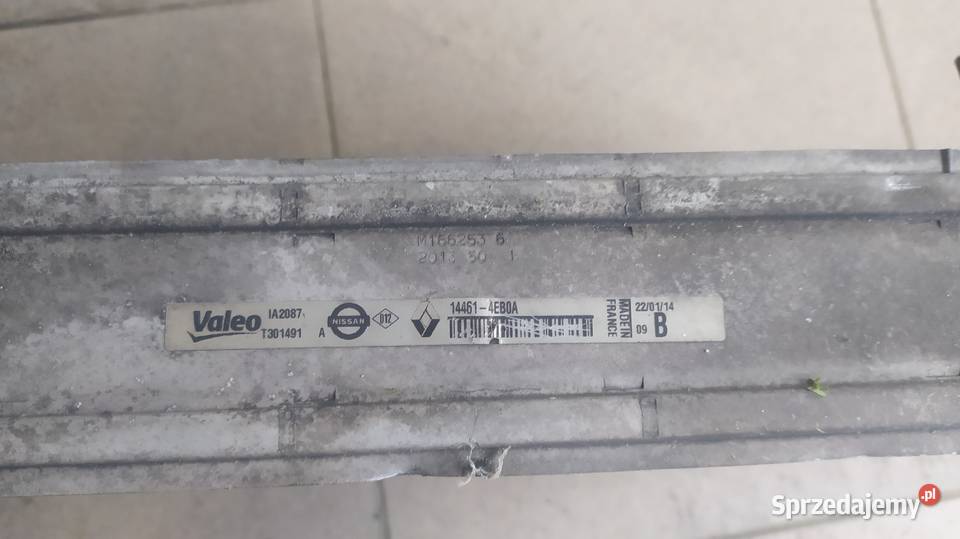 M166253 6
2013 50 1
Valeo
IA2087
T301491 A
NISSAN
D12
14461-4EB0A
MADE IN
FRANCE
22/01/14
09 B
Sprzedajemy.pl